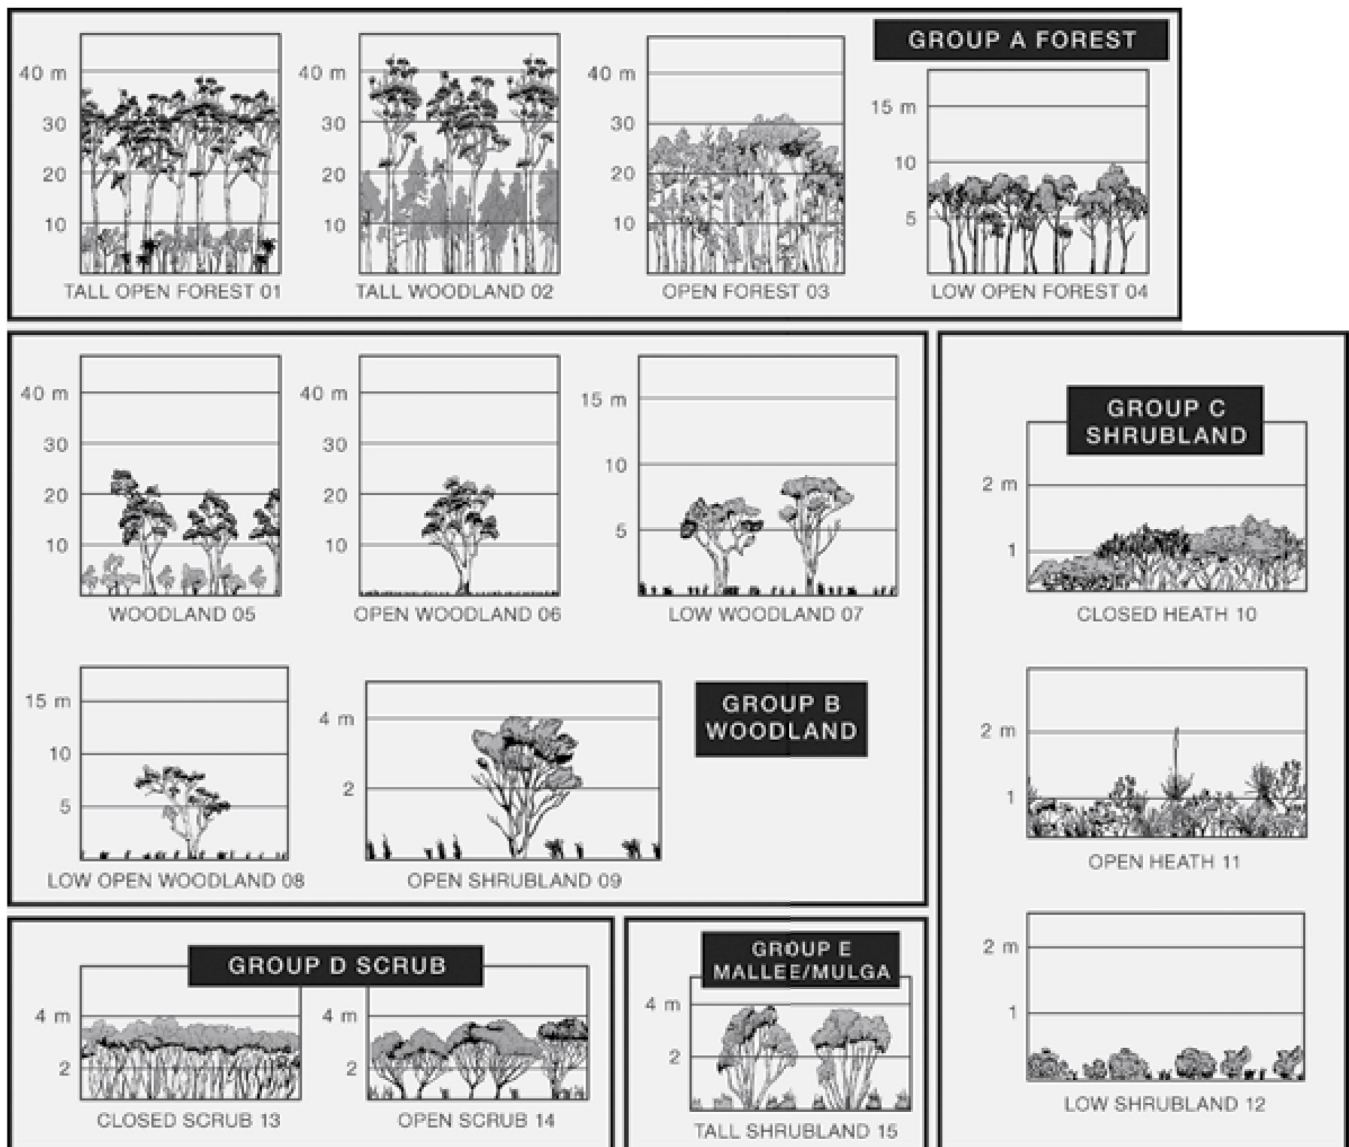 GROUP A FOREST
40 m
30
20
10
TALL OPEN FOREST 01
40 m
30
20
10
TALL WOODLAND 02
40 m
30
20
10
OPEN FOREST 03
15 m
10
5
LOW OPEN FOREST 04
40 m
30
20
10
WOODLAND 05
40 m
30
20
10
OPEN WOODLAND 06
15 m
10
5
LOW WOODLAND 07
15 m
10
5
LOW OPEN WOODLAND 08
4 m
2
OPEN SHRUBLAND 09
GROUP B
WOODLAND
GROUP C
SHRUBLAND
2 m
1
CLOSED HEATH 10
2 m
1
OPEN HEATH 11
2 m
1
LOW SHRUBLAND 12
GROUP D SCRUB
4 m
2
CLOSED SCRUB 13
4 m
2
OPEN SCRUB 14
GROUP E
MALLEE/MULGA
4 m
2
TALL SHRUBLAND 15